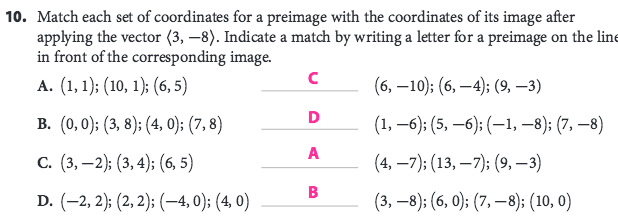 10. Match each set of coordinates for a preimage with the coordinates of its image after
applying the vector ⟨3, −8⟩. Indicate a match by writing a letter for a preimage on the line
in front of the corresponding image.
A. (1, 1); (10, 1); (6, 5) C (6, −10); (6, −4); (9, −3)
B. (0, 0); (3, 8); (4, 0); (7, 8) D (1, −6); (5, −6); (−1, −8); (7, −8)
C. (3, −2); (3, 4); (6, 5) A (4, −7); (13, −7); (9, −3)
D. (−2, 2); (2, 2); (−4, 0); (4, 0) B (3, −8); (6, 0); (7, −8); (10, 0)